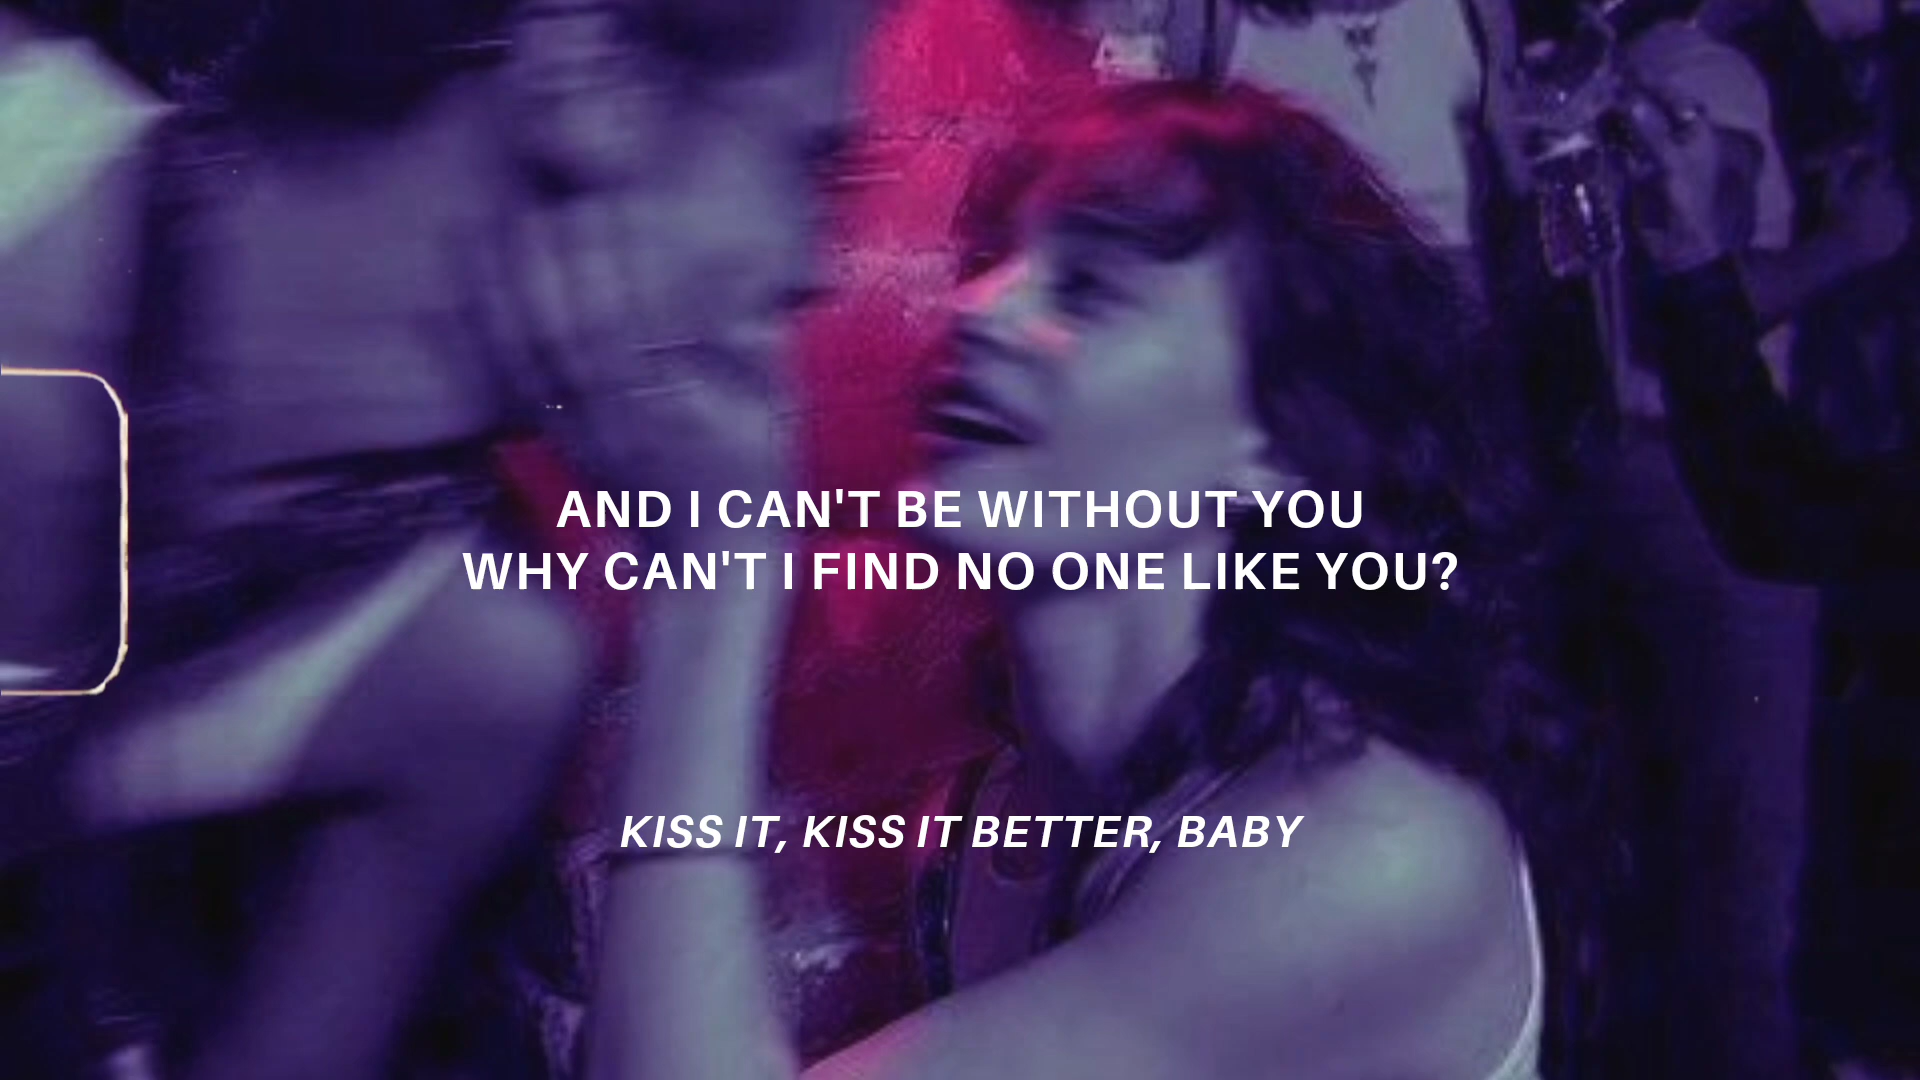 AND I CAN'T BE WITHOUT YOU
WHY CAN'T I FIND NO ONE LIKE YOU?
KISS IT, KISS IT BETTER, BABY